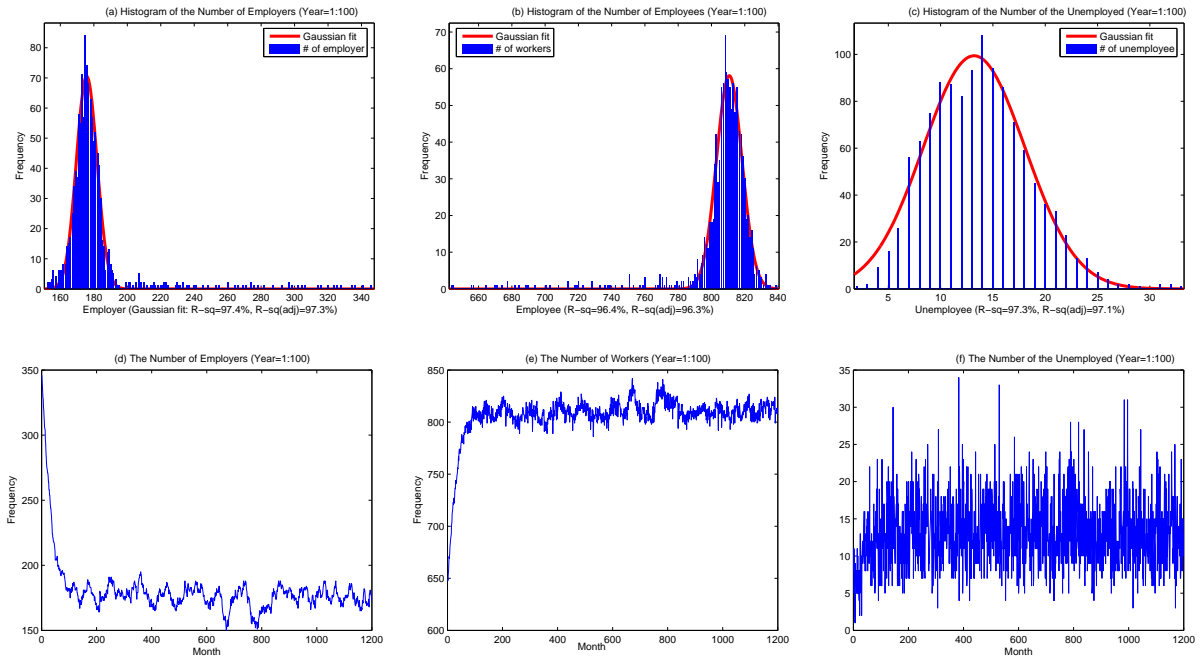 (a) Histogram of the Number of Employers (Year=1:100)
Gaussian fit
# of employer
Frequency
80
70
60
50
40
30
20
10
0
160 180 200 220 240 260 280 300 320 340
Employer (Gaussian fit: R−sq=97.4%, R−sq(adj)=97.3%)
(b) Histogram of the Number of Employees (Year=1:100)
Gaussian fit
# of workers
Frequency
70
60
50
40
30
20
10
0
660 680 700 720 740 760 780 800 820 840
Employee (R−sq=96.4%, R−sq(adj)=96.3%)
(c) Histogram of the Number of the Unemployed (Year=1:100)
Gaussian fit
# of unemployee
Frequency
100
80
60
40
20
0
5 10 15 20 25 30
Unemployee (R−sq=97.3%, R−sq(adj)=97.1%)
(d) The Number of Employers (Year=1:100)
Frequency
350
300
250
200
150
0 200 400 600 800 1000 1200
Month
(e) The Number of Workers (Year=1:100)
Frequency
850
800
750
700
650
600
0 200 400 600 800 1000 1200
Month
(f) The Number of the Unemployed (Year=1:100)
Frequency
35
30
25
20
15
10
5
0
0 200 400 600 800 1000 1200
Month